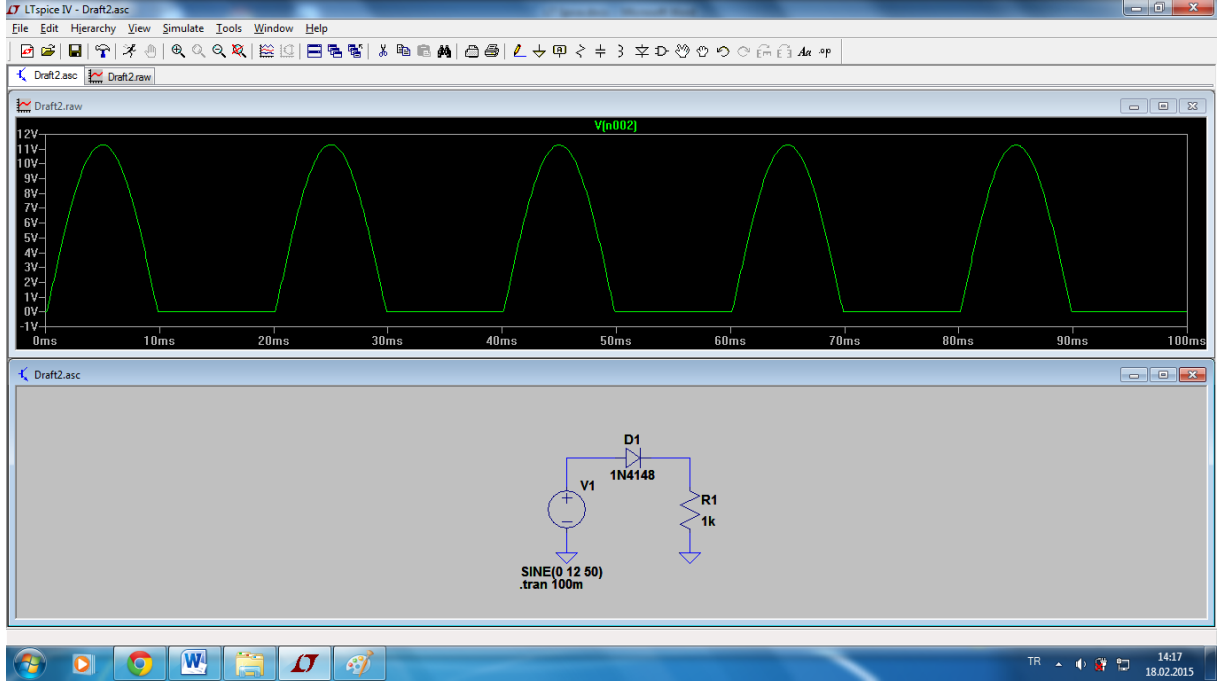 LTspice IV - Draft2.asc
File Edit Hierarchy View Simulate Tools Window Help
Draft2.asc Draft2.raw
Draft2.raw
V(n002)
12V
11V
10V
9V
8V
7V
6V
5V
4V
3V
2V
1V
0V
-1V
0ms 10ms 20ms 30ms 40ms 50ms 60ms 70ms 80ms 90ms 100ms
Draft2.asc
D1
1N4148
V1
R1
1k
SINE(0 12 50)
.tran 100m
TR 14:17
18.02.2015